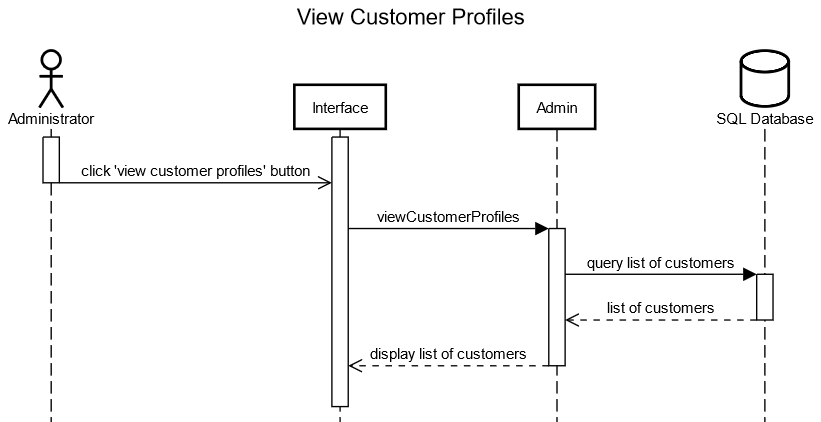 View Customer Profiles
Administrator
Interface
Admin
SQL Database
click 'view customer profiles' button
viewCustomerProfiles
query list of customers
list of customers
display list of customers